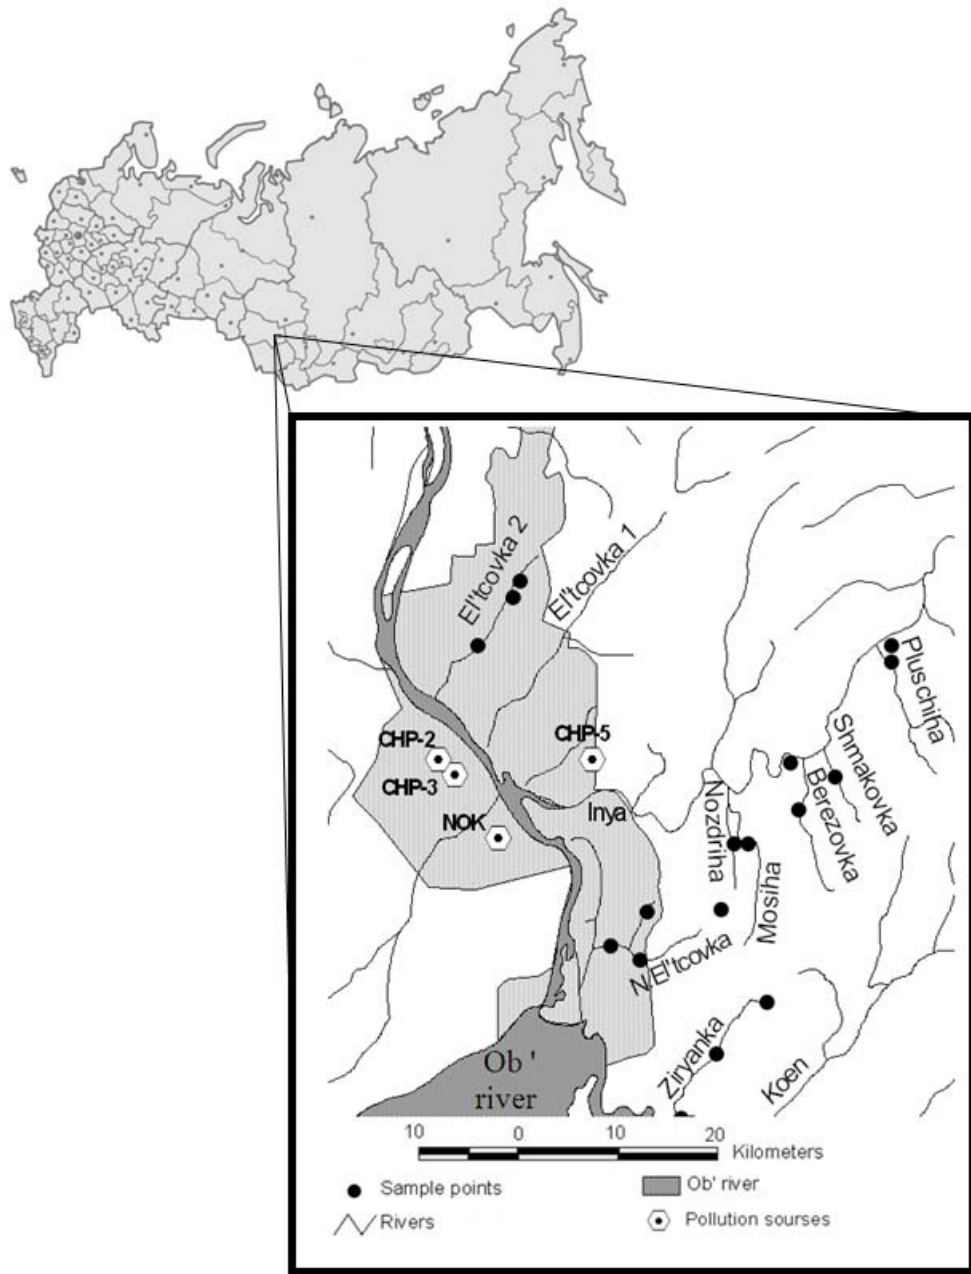 El'tcovka 2
El'tcovka 1
Pluschiha
CHP-2
CHP-5
Shmakovka
CHP-3
Berezovka
NOK
Inya
Nozdriha
Mosiha
N.El'tcovka
Ziryanka
Koen
Ob '
river
10 0 10 20
Kilometers
Sample points
Ob' river
Rivers
Pollution sourses